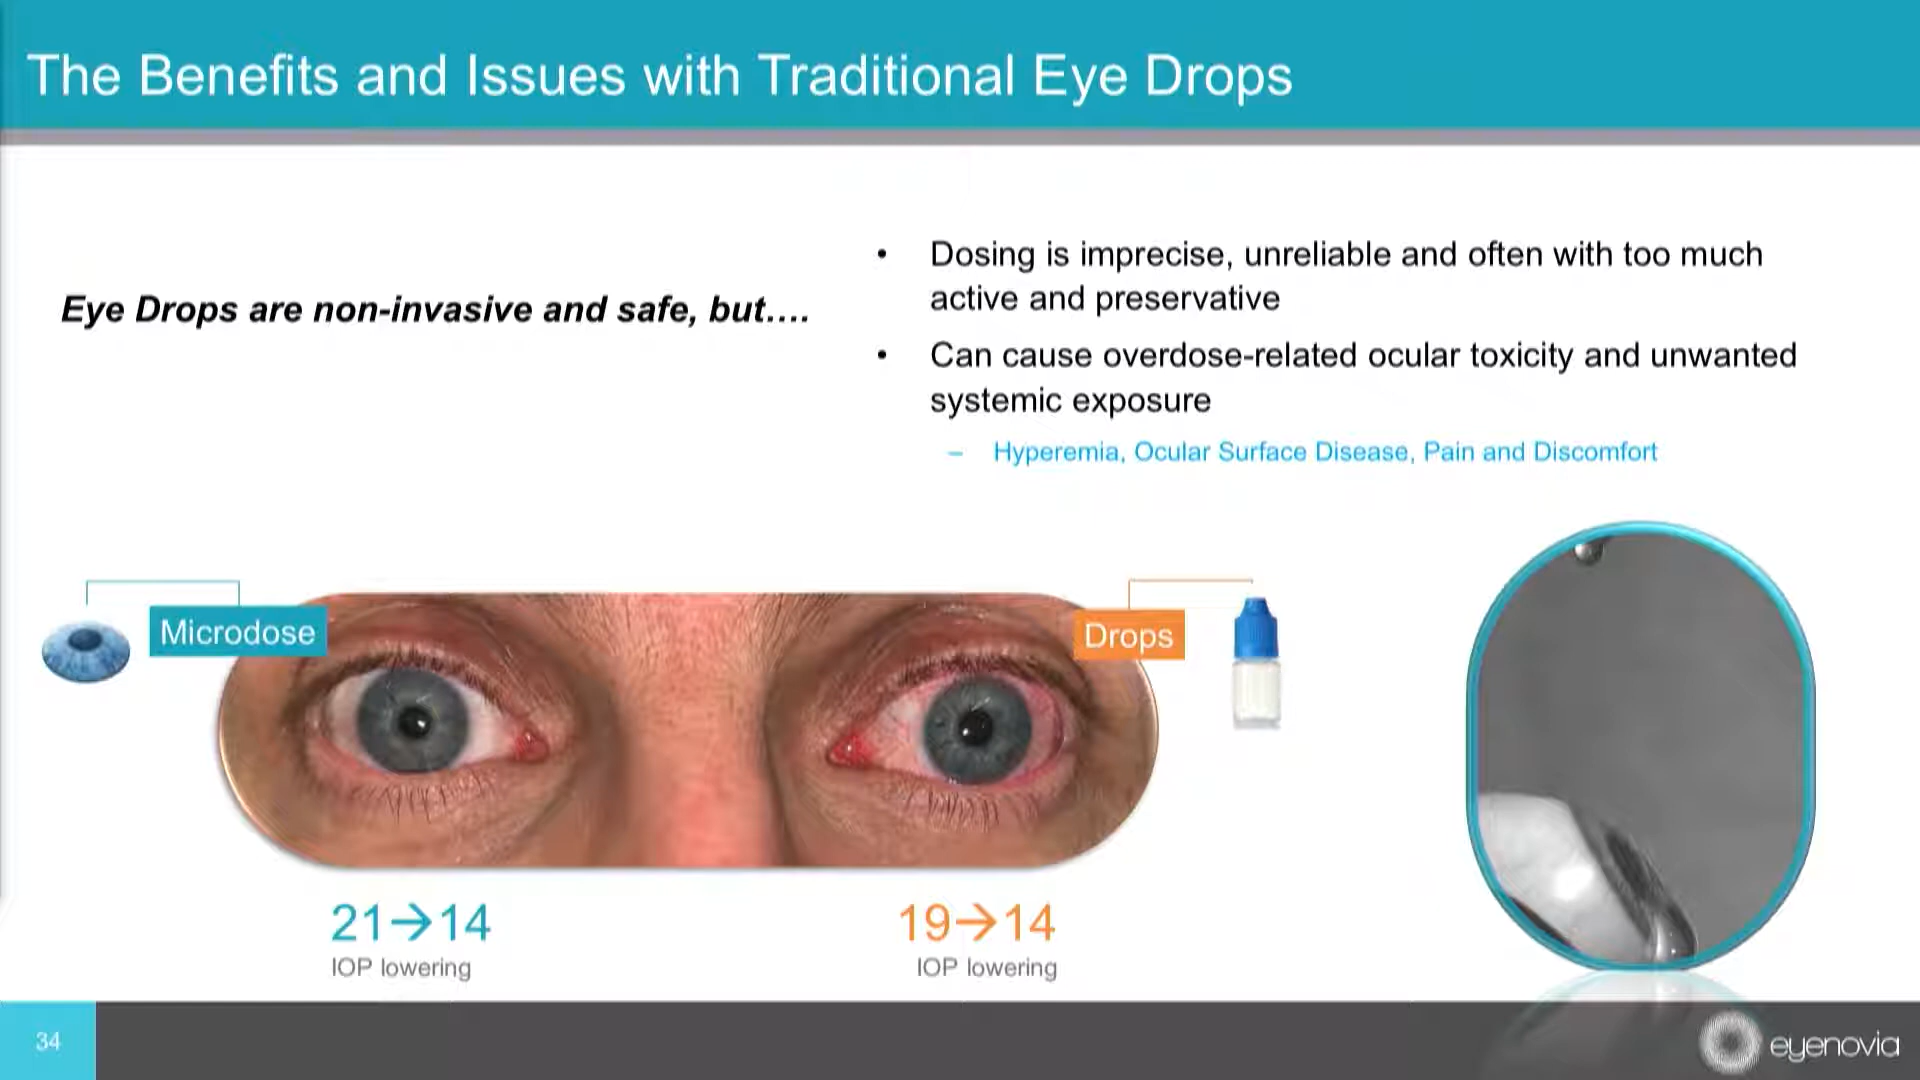 The Benefits and Issues with Traditional Eye Drops
Eye Drops are non-invasive and safe, but....
• Dosing is imprecise, unreliable and often with too much
active and preservative
• Can cause overdose-related ocular toxicity and unwanted
systemic exposure
– Hyperemia, Ocular Surface Disease, Pain and Discomfort
Microdose
Drops
21→14
IOP lowering
19→14
IOP lowering
34
eyenovia